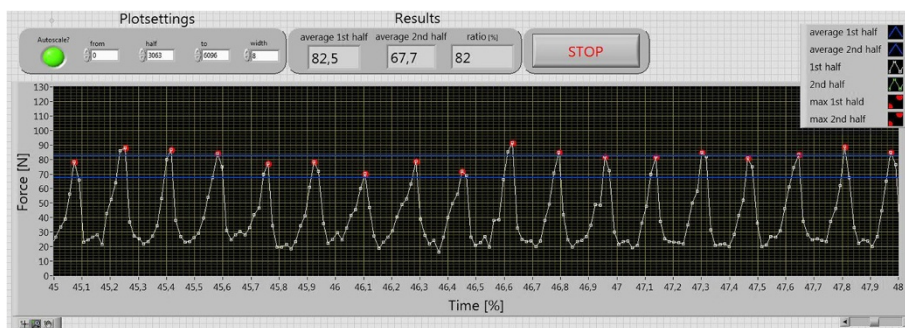 Plotsettings
Results
Autoscale?
from
half
to
width
0
3063
6096
8
average 1st half
average 2nd half
ratio [%]
82,5
67,7
82
STOP
average 1st half
average 2nd half
1st half
2nd half
max 1st hald
max 2nd half
Force [N]
130
120
110
100
90
80
70
60
50
40
30
20
10
0
45 45,1 45,2 45,3 45,4 45,5 45,6 45,7 45,8 45,9 46 46,1 46,2 46,3 46,4 46,5 46,6 46,7 46,8 46,9 47 47,1 47,2 47,3 47,4 47,5 47,6 47,7 47,8 47,9 48
Time [%]